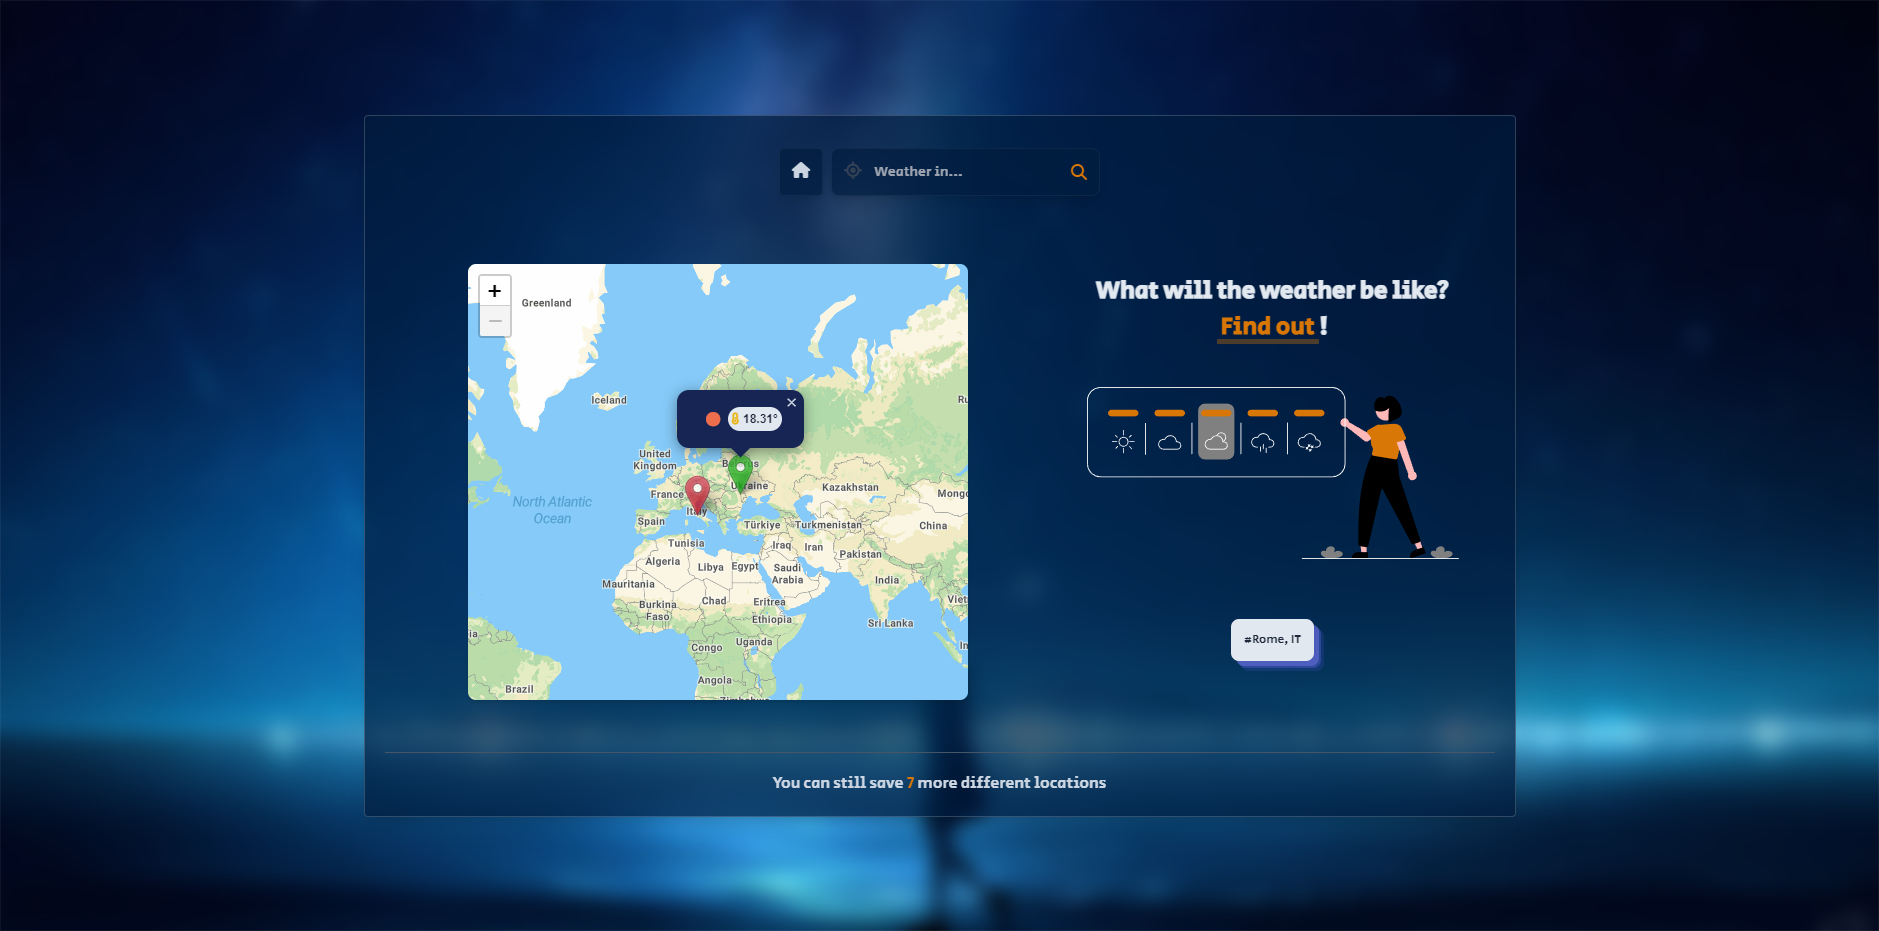 Weather in...
What will the weather be like?
Find out !
+
−
Greenland
Iceland
18.31°
×
United
Kingdom
France
Ukraine
Kazakhstan
North Atlantic
Ocean
Italy
Spain
Türkiye
Turkmenistan
China
Tunisia
Iraq
Iran
Pakistan
Algeria
Libya
Egypt
Saudi
Arabia
India
Mauritania
Burkina
Faso
Chad
Eritrea
Ethiopia
Sri Lanka
Uganda
Congo
Angola
Brazil
#Rome, IT
You can still save 7 more different locations